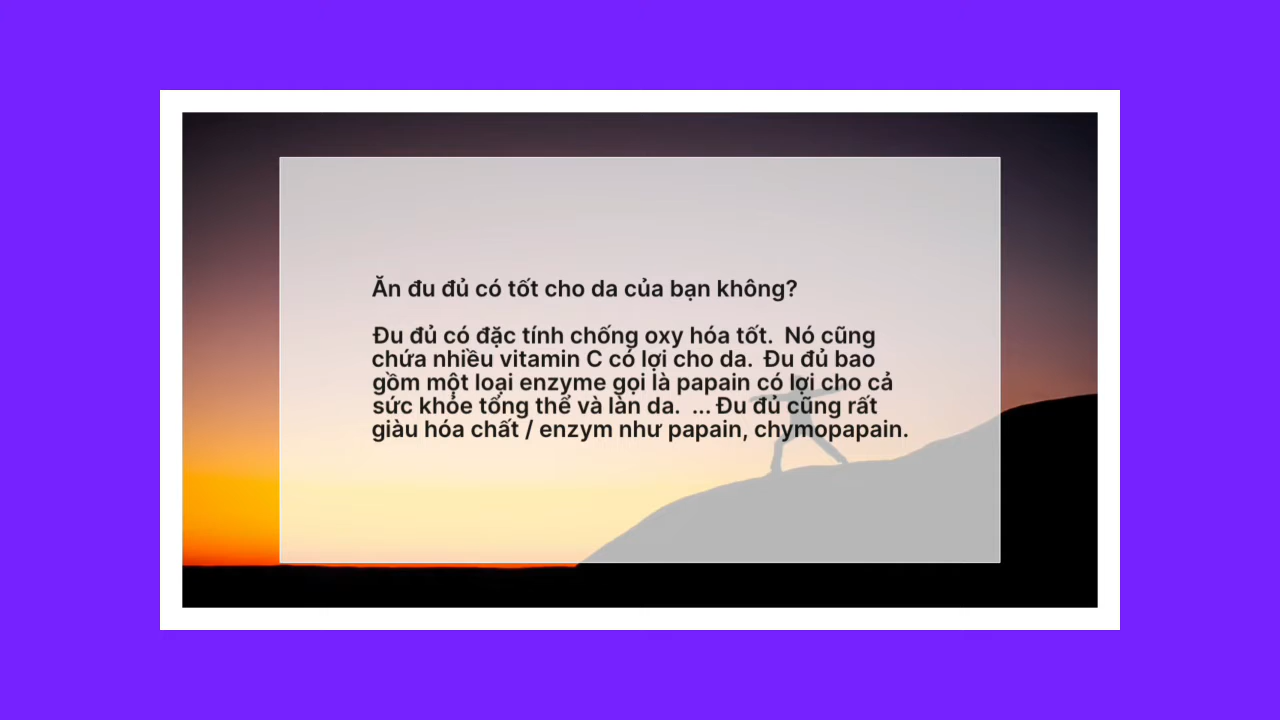 Ăn đu đủ có tốt cho da của bạn không?
Đu đủ có đặc tính chống oxy hóa tốt.  Nó cũng
chứa nhiều vitamin C có lợi cho da.  Đu đủ bao
gồm một loại enzyme gọi là papain có lợi cho cả
sức khỏe tổng thể và làn da.  ... Đu đủ cũng rất
giàu hóa chất / enzym như papain, chymopapain.